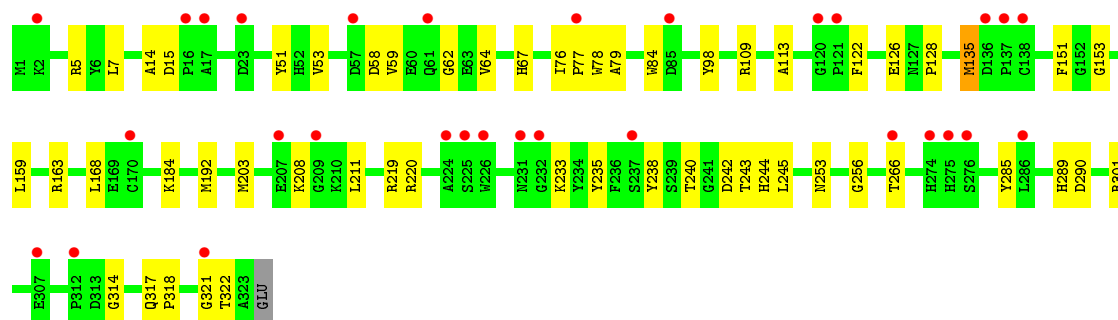 M1 K2 R5 Y6 L7 A14 D15 P16 A17 D23 Y51 H52 V53 D57 D58 V59 E60 Q61 G62 E63 V64 H67 I76 P77 W78 A79 W84 D85 Y98 R109 A113 G120 P121 F122 E126 N127 P128 M135 D136 P137 C138 F151 G152 G153
L159 R163 L168 E169 C170 K184 M192 M203 E207 K208 G209 K210 L211 R219 R220 A224 S225 W226 N231 G232 K233 Y234 Y235 F236 S237 Y238 S239 T240 G241 D242 T243 H244 L245 N253 G256 T266 H274 H275 S276 Y285 L286 H289 D290 R301
E307 P312 D313 G314 Q317 P318 G321 T322 A323 GLU